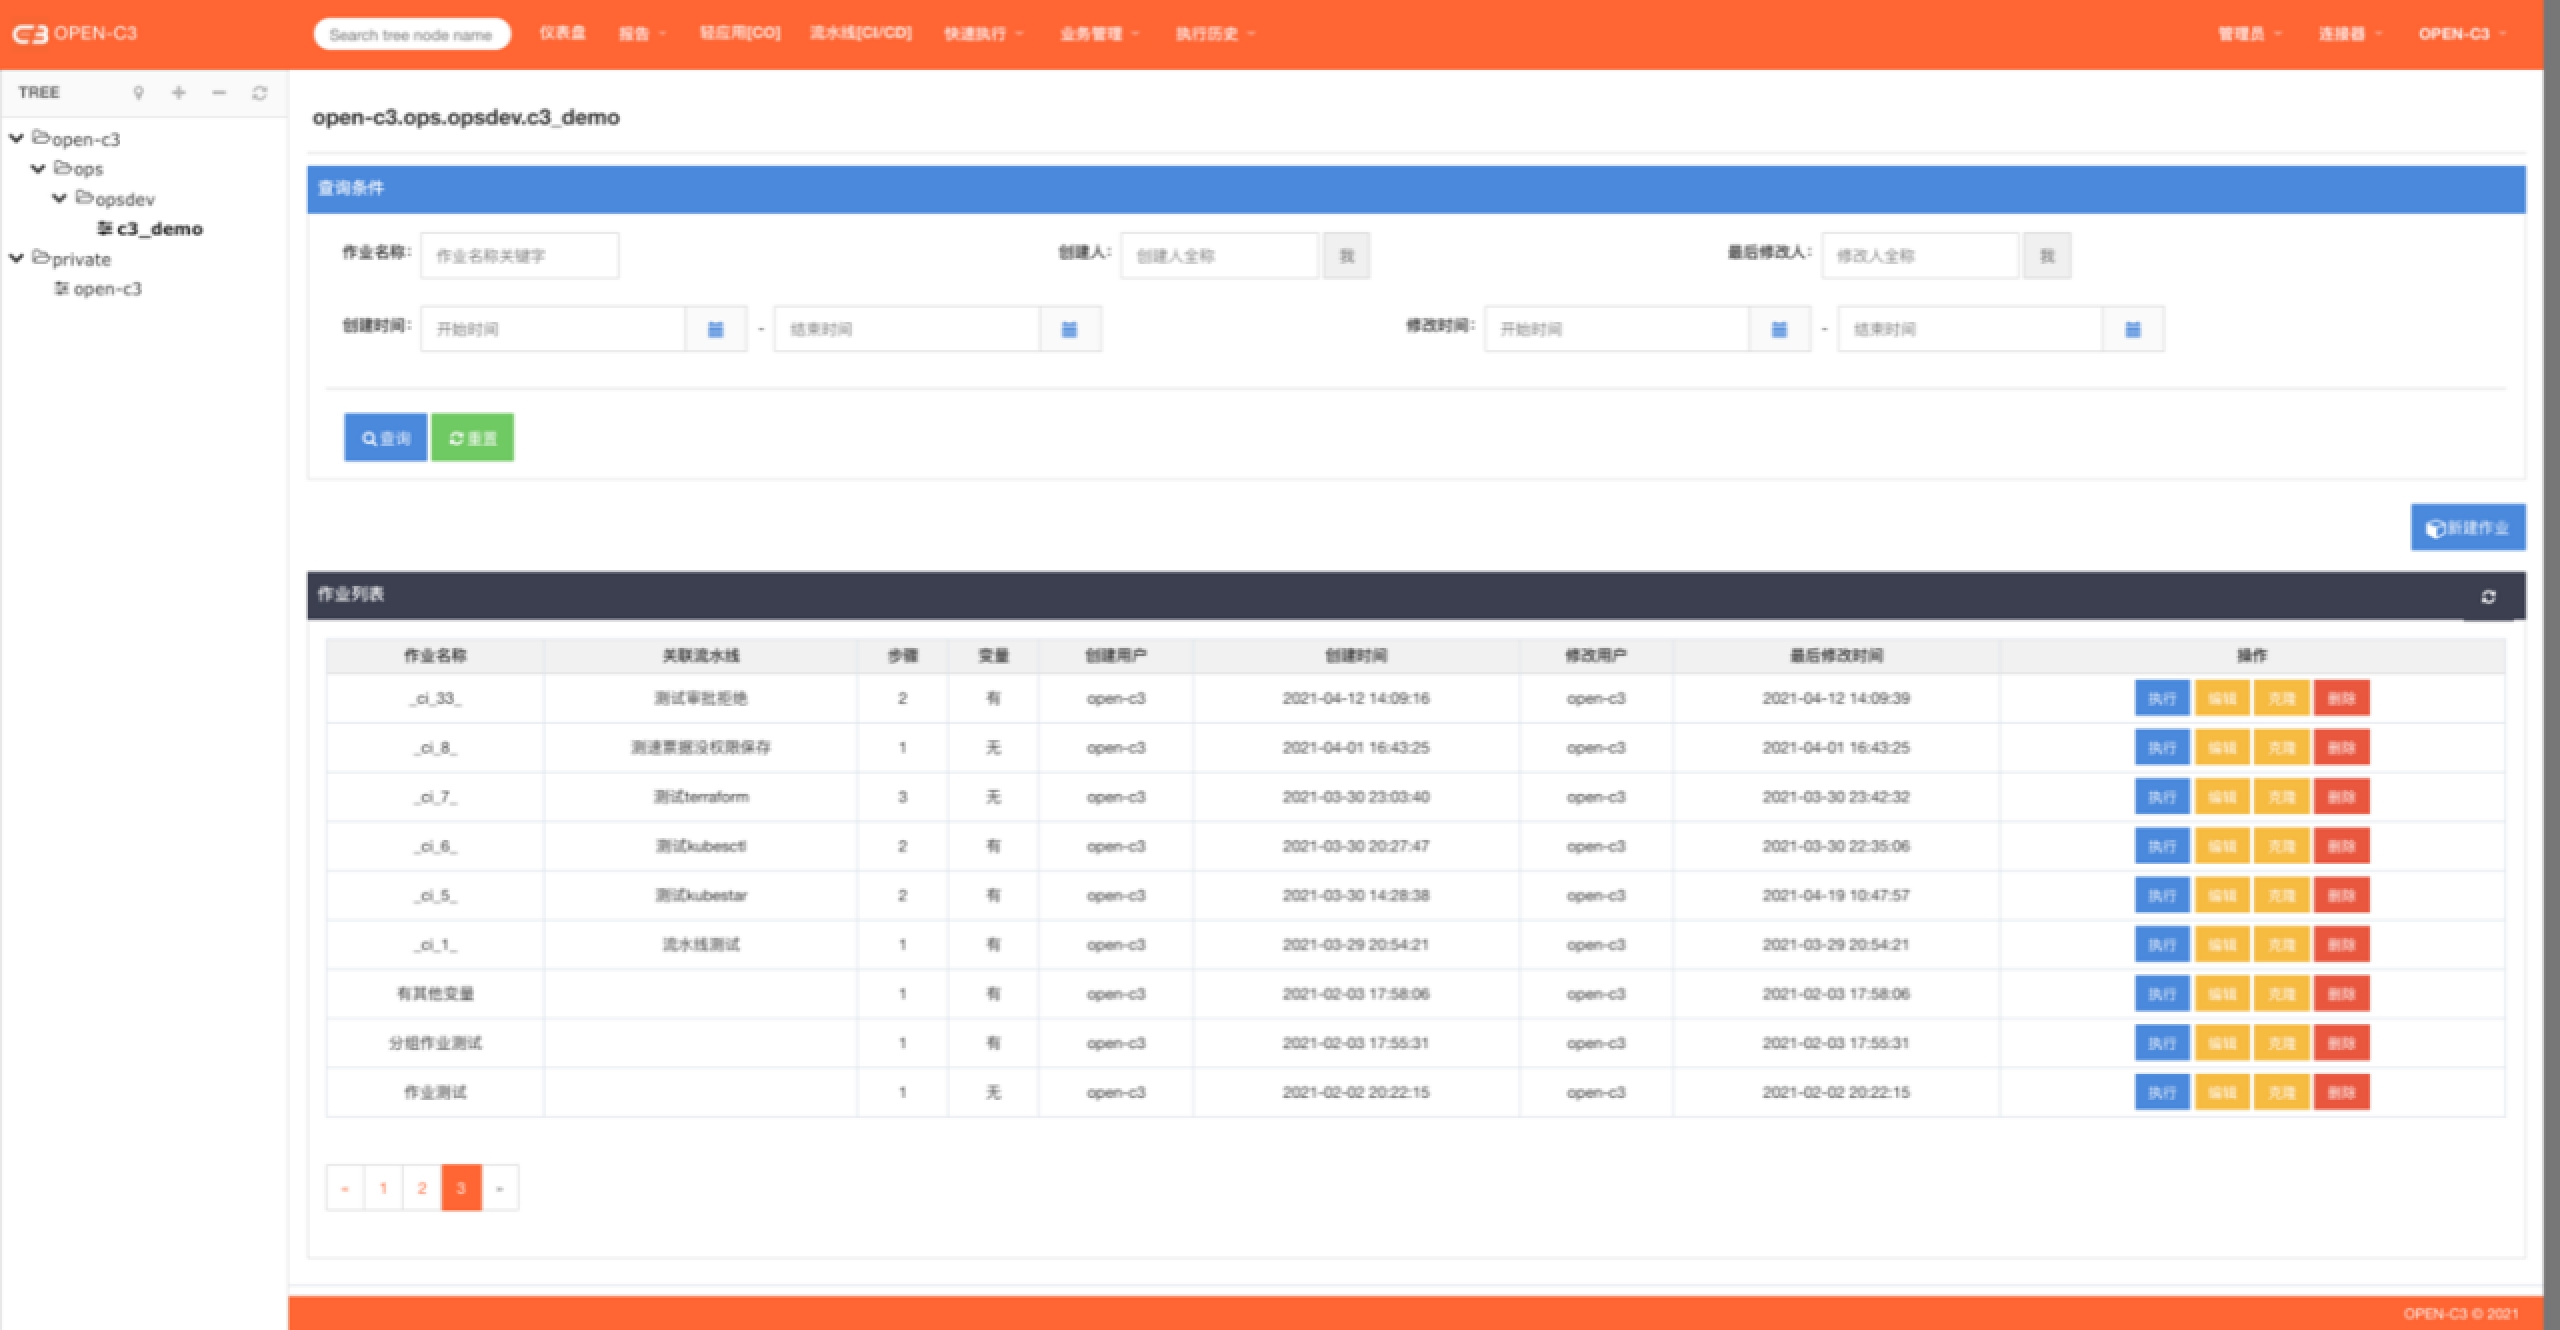 OPEN-C3 Search tree node name 仪表盘 报告 轻应用[CO] 流水线[CI/CD] 快速执行 业务管理 执行历史 管理员 连接器 OPEN-C3
TREE
open-c3
ops
opsdev
c3_demo
private
open-c3
open-c3.ops.opsdev.c3_demo
查询条件
作业名称: 作业名称关键字 创建人: 创建人全称 我 最后修改人: 修改人全称 我
创建时间: 开始时间 - 结束时间 修改时间: 开始时间 - 结束时间
查询 重置
新建作业
作业列表
作业名称 关联流水线 步骤 变量 创建用户 创建时间 修改用户 最后修改时间 操作
_ci_33_ 测试审批拒绝 2 有 open-c3 2021-04-12 14:09:16 open-c3 2021-04-12 14:09:39 执行 编辑 克隆 删除
_ci_8_ 测速票据没权限保存 1 无 open-c3 2021-04-01 16:43:25 open-c3 2021-04-01 16:43:25 执行 编辑 克隆 删除
_ci_7_ 测试terraform 3 无 open-c3 2021-03-30 23:03:40 open-c3 2021-03-30 23:42:32 执行 编辑 克隆 删除
_ci_6_ 测试kubesctl 2 有 open-c3 2021-03-30 20:27:47 open-c3 2021-03-30 22:35:06 执行 编辑 克隆 删除
_ci_5_ 测试kubestar 2 有 open-c3 2021-03-30 14:28:38 open-c3 2021-04-19 10:47:57 执行 编辑 克隆 删除
_ci_1_ 流水线测试 1 有 open-c3 2021-03-29 20:54:21 open-c3 2021-03-29 20:54:21 执行 编辑 克隆 删除
有其他变量 1 有 open-c3 2021-02-03 17:58:06 open-c3 2021-02-03 17:58:06 执行 编辑 克隆 删除
分组作业测试 1 有 open-c3 2021-02-03 17:55:31 open-c3 2021-02-03 17:55:31 执行 编辑 克隆 删除
作业测试 1 无 open-c3 2021-02-02 20:22:15 open-c3 2021-02-02 20:22:15 执行 编辑 克隆 删除
« 1 2 3 »
OPEN-C3 © 2021